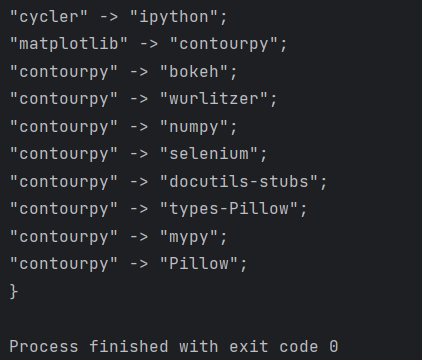 "cycler" -> "ipython";
"matplotlib" -> "contourpy";
"contourpy" -> "bokeh";
"contourpy" -> "wurlitzer";
"contourpy" -> "numpy";
"contourpy" -> "selenium";
"contourpy" -> "docutils-stubs";
"contourpy" -> "types-Pillow";
"contourpy" -> "mypy";
"contourpy" -> "Pillow";
}
Process finished with exit code 0